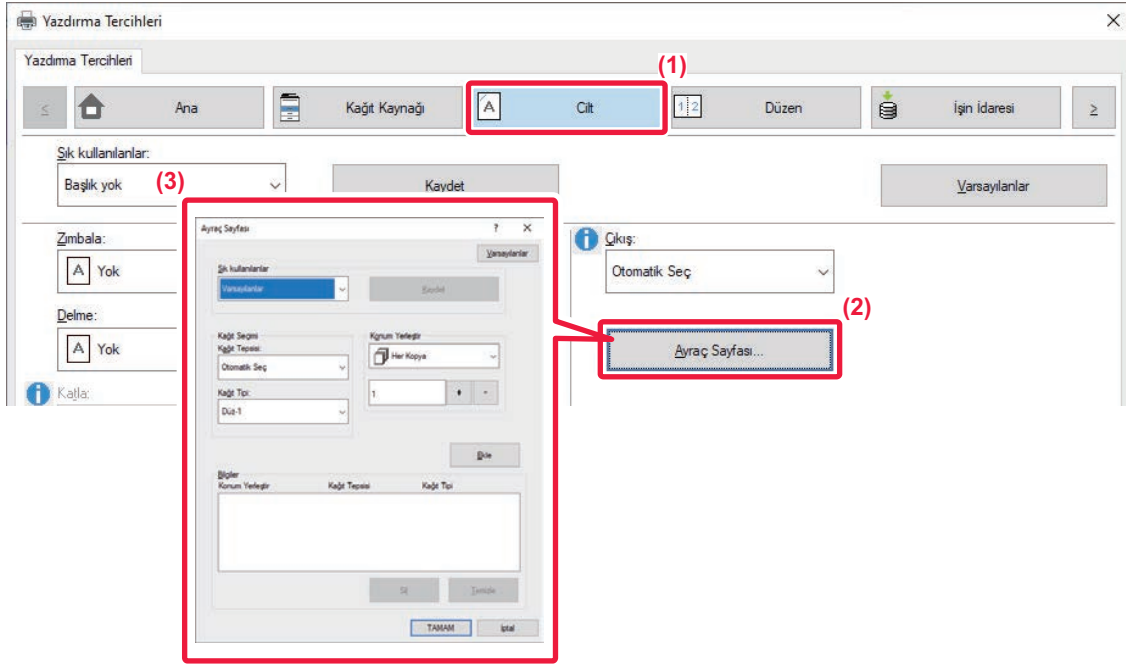 Yazdırma Tercihleri
Yazdırma Tercihleri
(1)
< Ana Kağıt Kaynağı A Cilt 1 2 Düzen İşin İdaresi >
Sık kullanılanlar:
Başlık yok
Kaydet
Varsayılanlar
(3)
Zımbala:
A Yok
Delme:
A Yok
Katla:
Ayraç Sayfası ? X
Varsayılanlar
Sık kullanılanlar
Varsayılanlar
Kaydet
Kağıt Seçimi
Kağıt Tepsisi:
Otomatik Seç
Kağıt Tipi:
Düz-1
Konum Yerleştir
Her Kopya
1 + -
Ekle
Bilgiler
Konum Yerleştir Kağıt Tepsisi Kağıt Tipi
Sil Temizle
TAMAM İptal
Çıkış:
Otomatik Seç
(2)
Ayraç Sayfası...